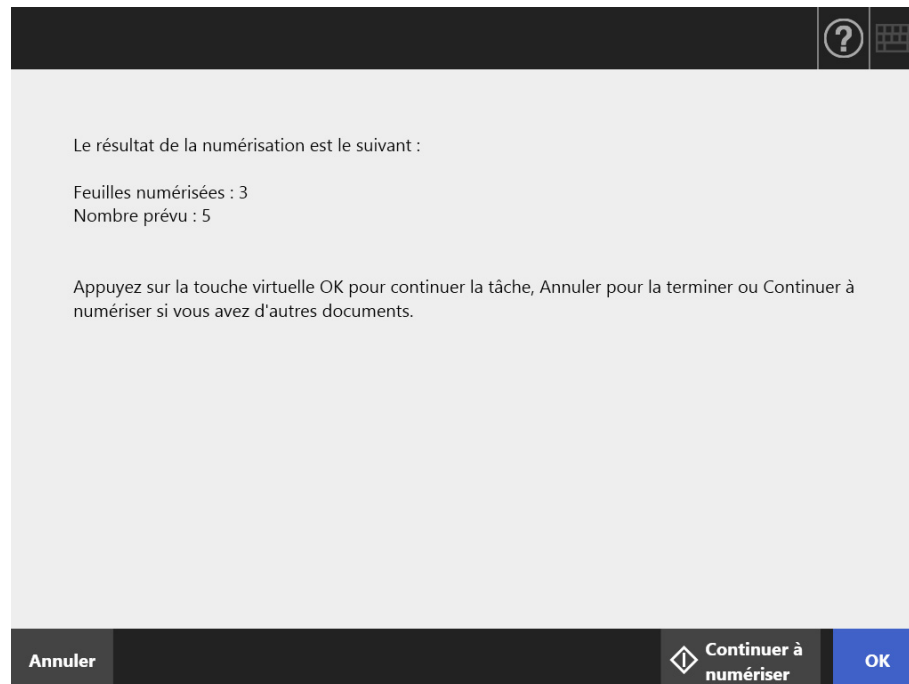 Le résultat de la numérisation est le suivant :
Feuilles numérisées : 3
Nombre prévu : 5
Appuyez sur la touche virtuelle OK pour continuer la tâche, Annuler pour la terminer ou Continuer à
numériser si vous avez d'autres documents.
Annuler
Continuer à
numériser
OK